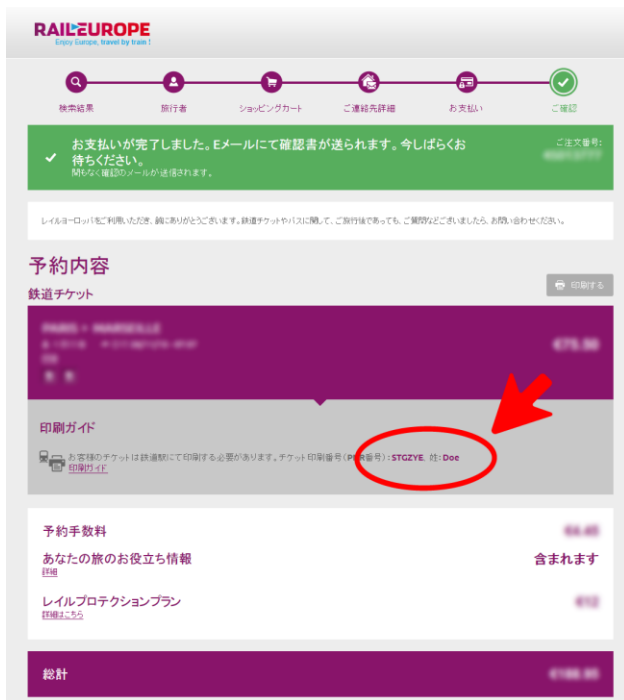 RAILEUROPE
Enjoy Europe, travel by train !
検索結果
旅行者
ショッピングカート
ご連絡先詳細
お支払い
ご確認
お支払いが完了しました。Eメールにて確認書が送られます。今しばらくお
待ちください。
間もなく確認のメールが送信されます。
ご注文番号:
レイルヨーロッパをご利用いただき、誠にありがとうございます。鉄道チケットやパスに関して、ご旅行後であっても、ご質問などございましたら、お問い合わせください。
予約内容
鉄道チケット
印刷する
印刷ガイド
お客様のチケットは鉄道駅にて印刷する必要があります。チケット印刷番号(PNR番号):STGZYE, 姓:Doe
印刷ガイド
予約手数料
あなたの旅のお役立ち情報 含まれます
詳細
レイルプロテクションプラン
詳細はこちら
総計